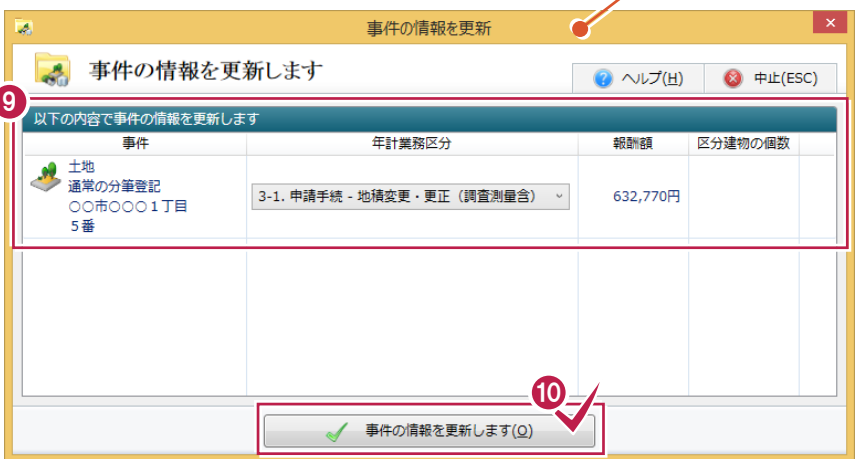 事件の情報を更新
×
事件の情報を更新します
ヘルプ(H)
中止(ESC)
9
以下の内容で事件の情報を更新します
事件
年計業務区分
報酬額
区分建物の個数
土地
通常の分筆登記
○○市○○○1丁目
5番
3-1. 申請手続 - 地積変更・更正（調査測量含）
632,770円
10
事件の情報を更新します(O)